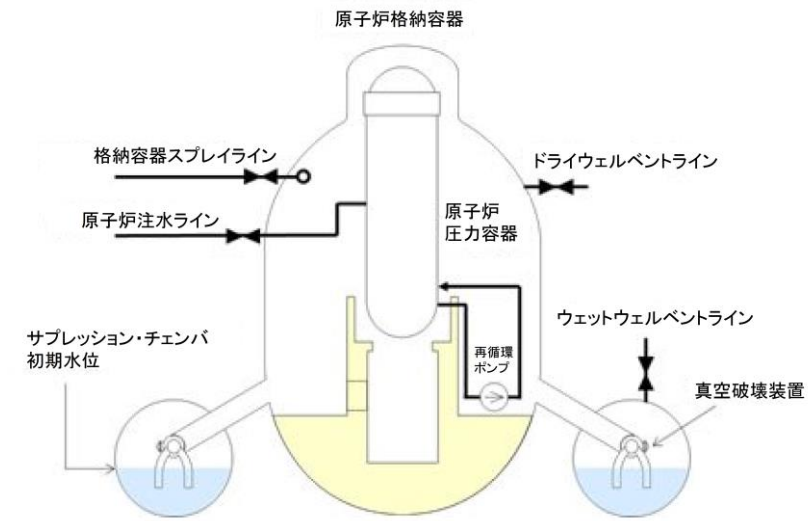 原子炉格納容器
格納容器スプレイライン
ドライウェルベントライン
原子炉注水ライン
原子炉
圧力容器
ウェットウェルベントライン
サプレッション・チェンバ
初期水位
再循環
ポンプ
真空破壊装置